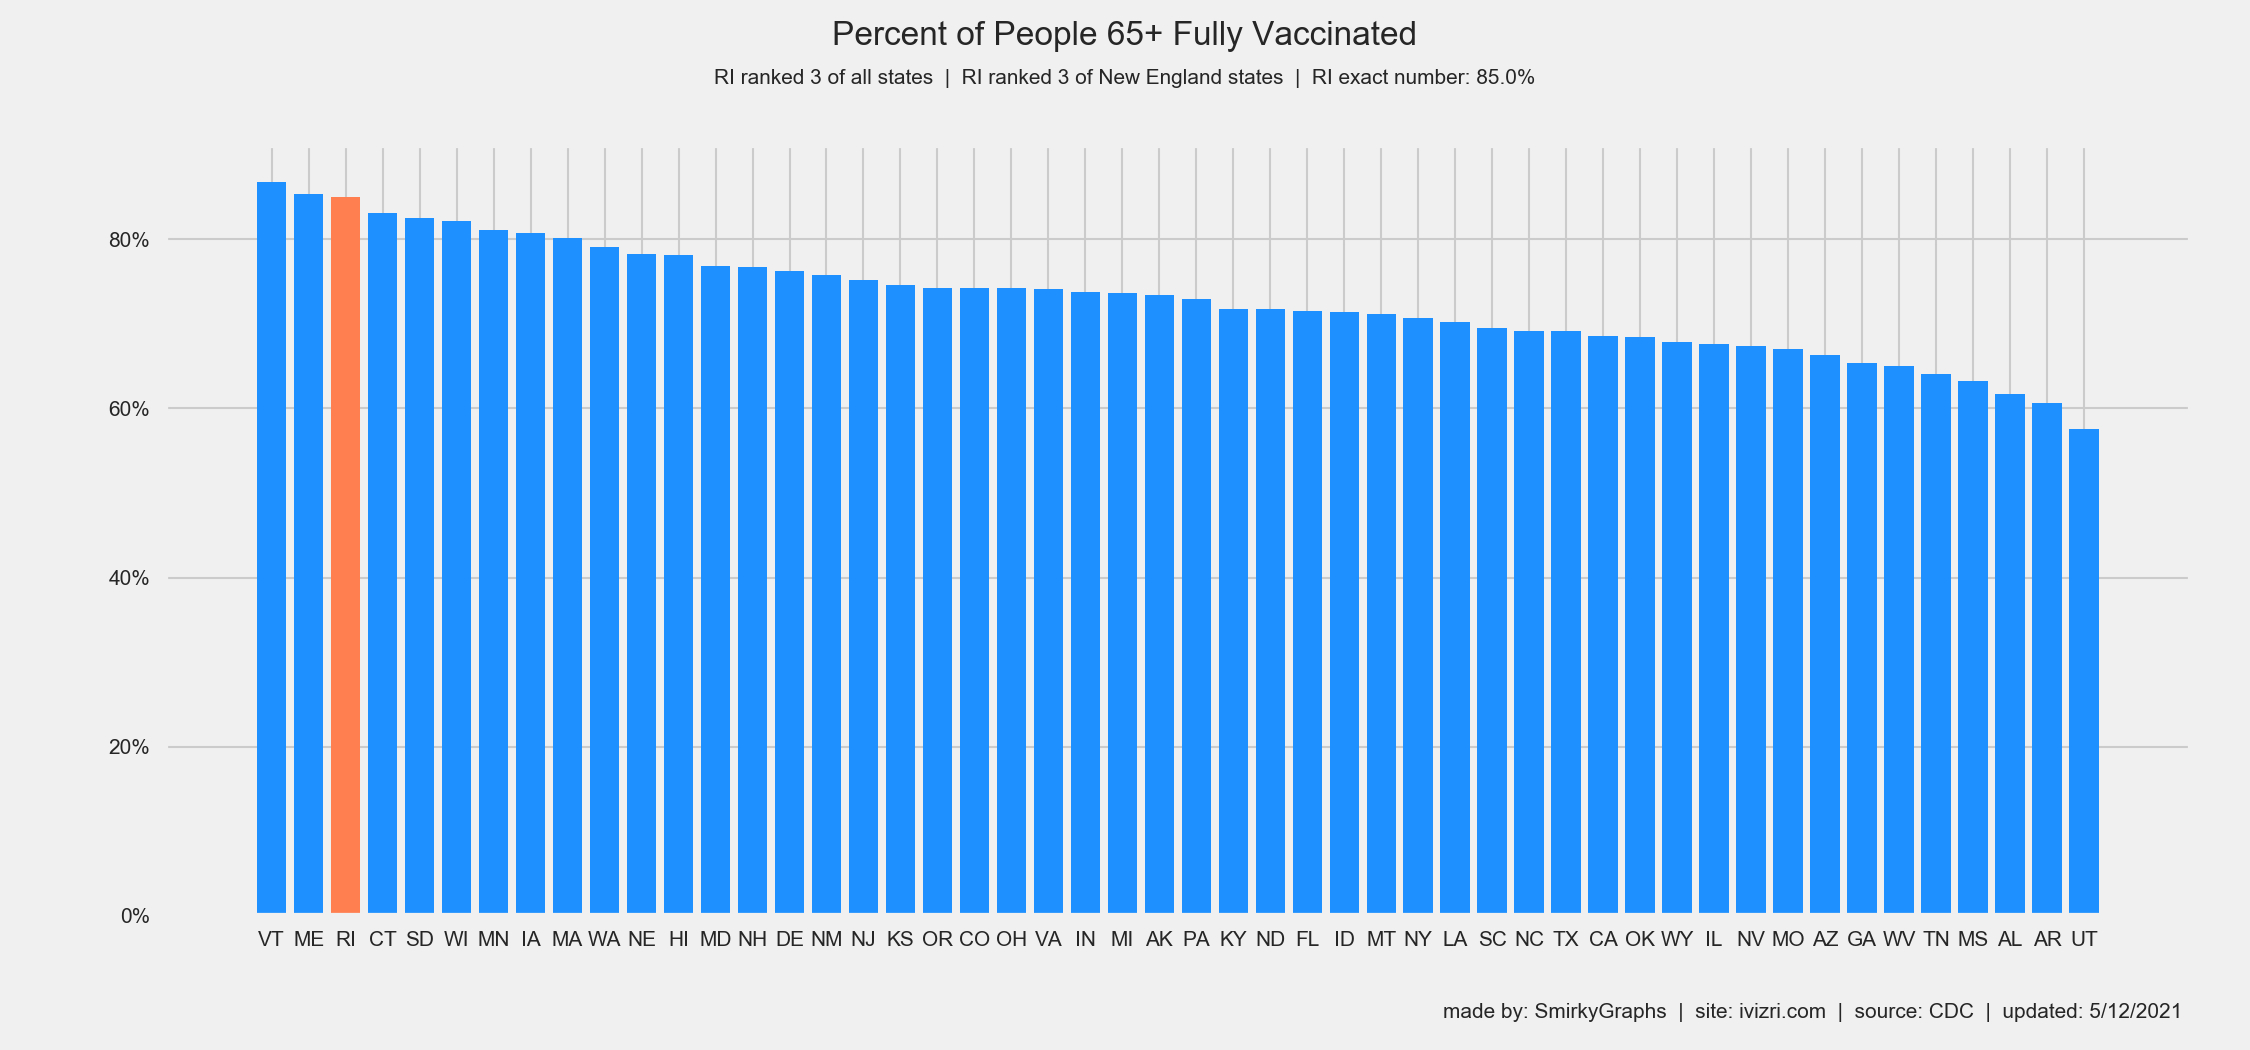 Percent of People 65+ Fully Vaccinated
RI ranked 3 of all states | RI ranked 3 of New England states | RI exact number: 85.0%
80%
60%
40%
20%
0%
VT ME RI CT SD WI MN IA MA WA NE HI MD NH DE NM NJ KS OR CO OH VA IN MI AK PA KY ND FL ID MT NY LA SC NC TX CA OK WY IL NV MO AZ GA WV TN MS AL AR UT
made by: SmirkyGraphs | site: ivizri.com | source: CDC | updated: 5/12/2021